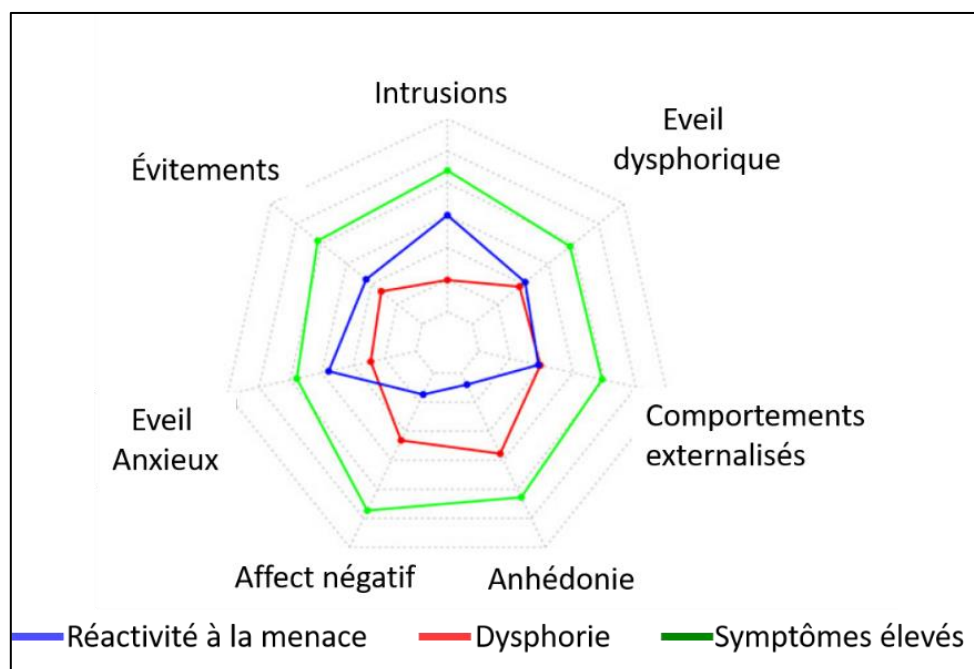 Intrusions
Eveil
dysphorique
Évitements
Comportements
externalisés
Eveil
Anxieux
Affect négatif
Anhédonie
Réactivité à la menace
Dysphorie
Symptômes élevés